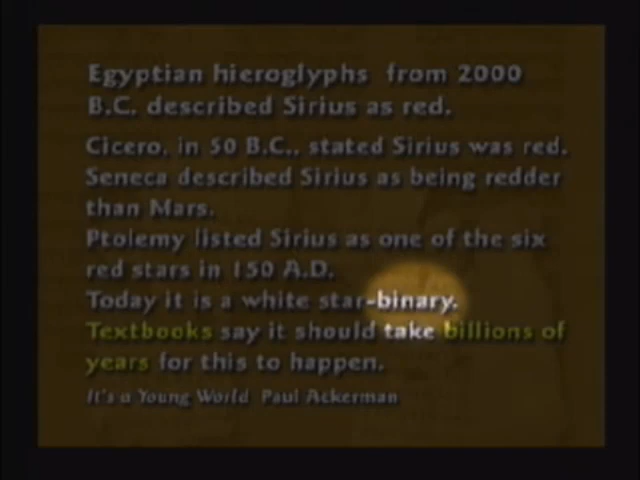 Egyptian hieroglyphs from 2000
B.C. described Sirius as red.
Cicero, in 50 B.C., stated Sirius was red.
Seneca described Sirius as being redder
than Mars.
Ptolemy listed Sirius as one of the six
red stars in 150 A.D.
Today it is a white star-binary.
Textbooks say it should take billions of
years for this to happen.
It's a Young World Paul Ackerman